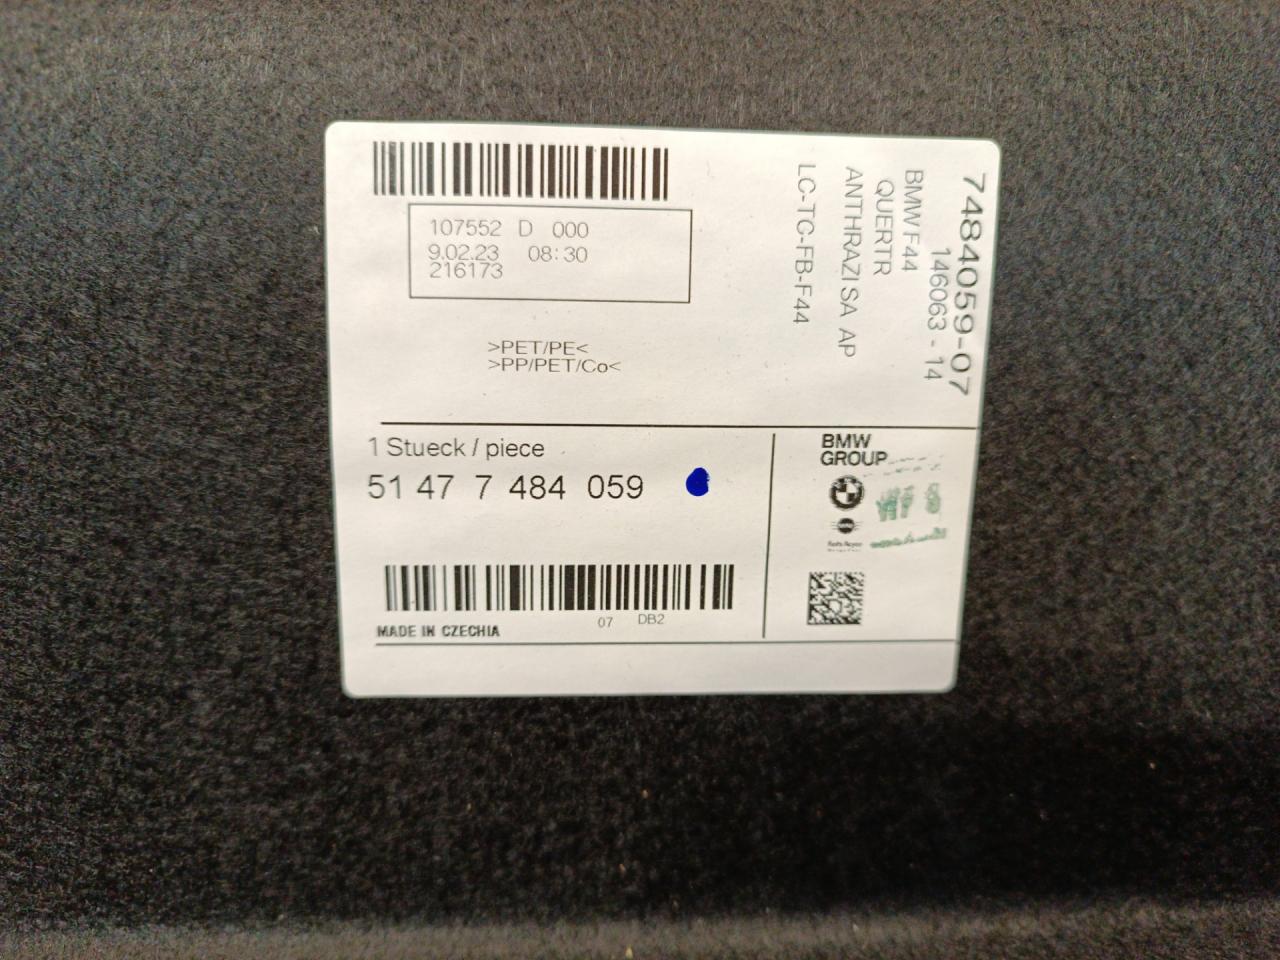 107552 D 000
9.02.23 08:30
216173
>PET/PE<
>PP/PET/Co<
7484059-07
146063 - 14
BMW F44
QUERTR
ANTHRAZI SA AP
LC-TC-FB-F44
1 Stueck / piece
51 47 7 484 059
07 DB2
MADE IN CZECHIA
BMW
GROUP